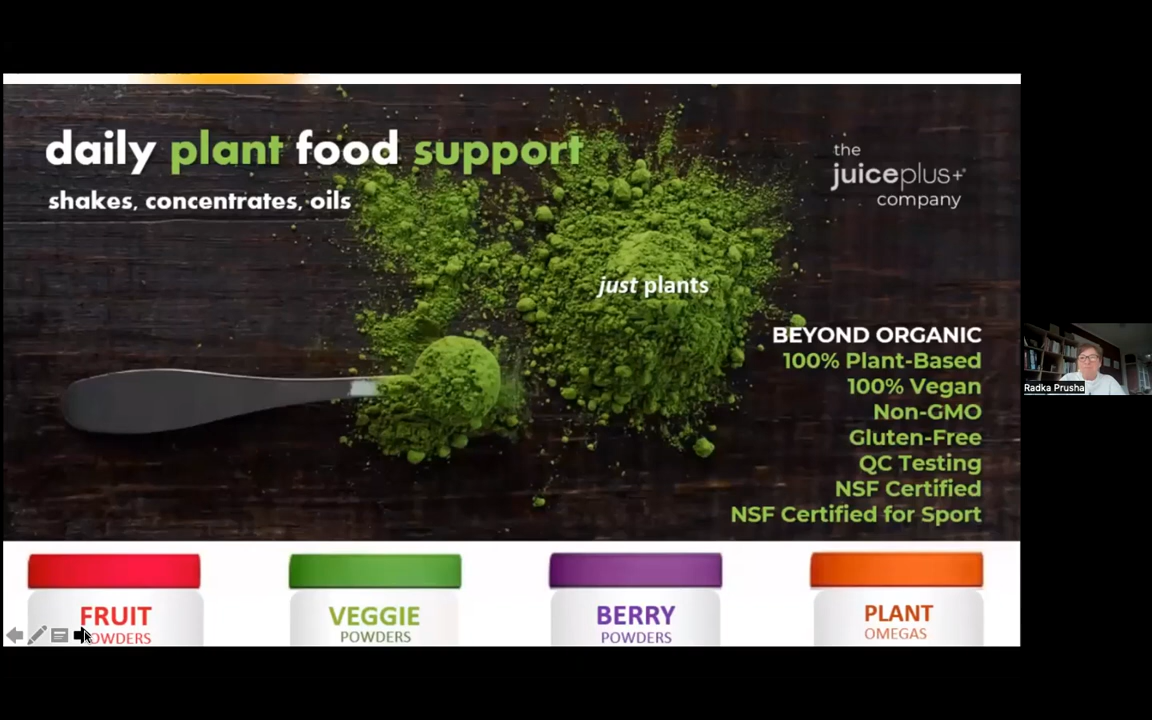 daily plant food support
shakes, concentrates, oils
the
juiceplus+®
company
just plants
BEYOND ORGANIC
100% Plant-Based
100% Vegan
Non-GMO
Gluten-Free
QC Testing
NSF Certified
NSF Certified for Sport
Radka Prusha
FRUIT
OWDERS
VEGGIE
POWDERS
BERRY
POWDERS
PLANT
OMEGAS